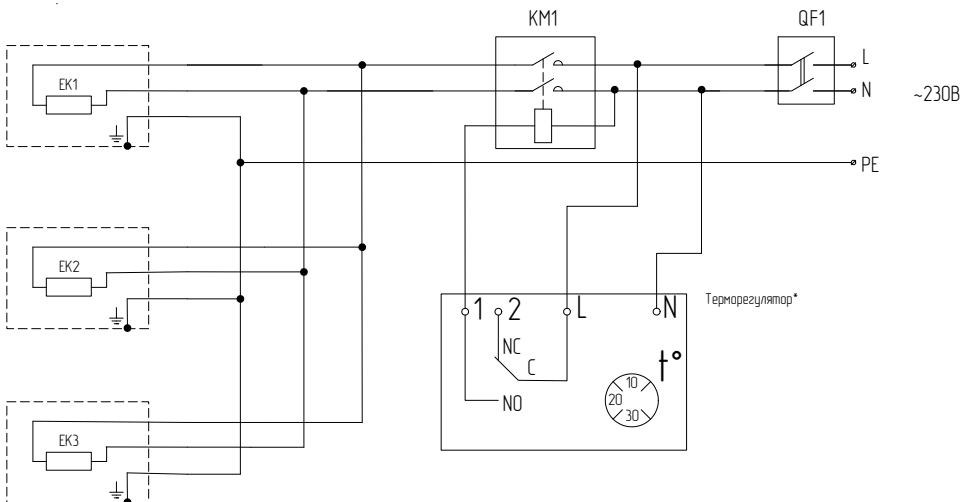 KM1
QF1
L
EK1
N
~230В
PE
EK2
Терморегулятор*
1
2
L
N
NC
C
t°
10
20
NO
30
EK3